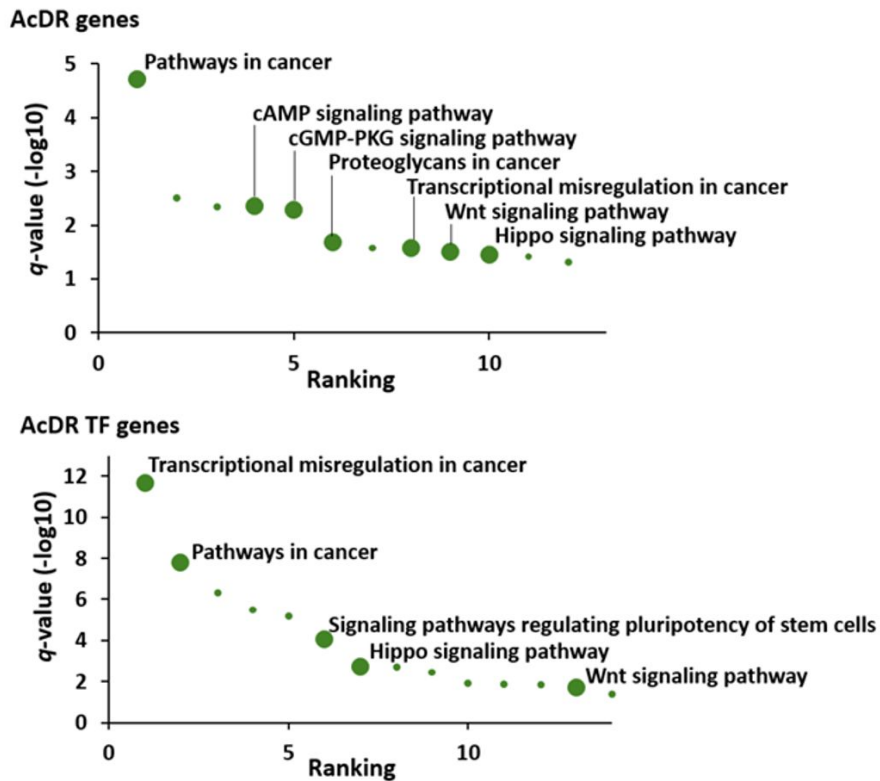 AcDR genes
Pathways in cancer
cAMP signaling pathway
cGMP-PKG signaling pathway
Proteoglycans in cancer
Transcriptional misregulation in cancer
Wnt signaling pathway
Hippo signaling pathway
q-value (-log10)
5
4
3
2
1
0
0 5 10
Ranking
AcDR TF genes
Transcriptional misregulation in cancer
Pathways in cancer
Signaling pathways regulating pluripotency of stem cells
Hippo signaling pathway
Wnt signaling pathway
q-value (-log10)
12
10
8
6
4
2
0
0 5 10
Ranking